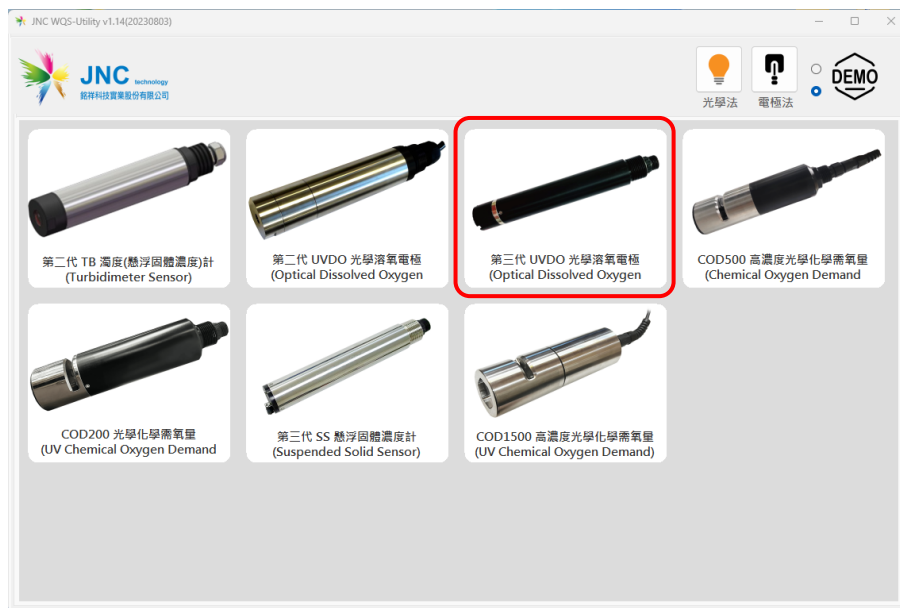 JNC WQS-Utility v1.14(20230803)
JNC technology
銘祥科技實業股份有限公司
光學法
電極法
DEMO
第二代 TB 濁度(懸浮固體濃度)計
(Turbidimeter Sensor)
第二代 UVDO 光學溶氧電極
(Optical Dissolved Oxygen
第三代 UVDO 光學溶氧電極
(Optical Dissolved Oxygen
COD500 高濃度光學化學需氧量
(Chemical Oxygen Demand
COD200 光學化學需氧量
(UV Chemical Oxygen Demand
第三代 SS 懸浮固體濃度計
(Suspended Solid Sensor)
COD1500 高濃度光學化學需氧量
(UV Chemical Oxygen Demand)